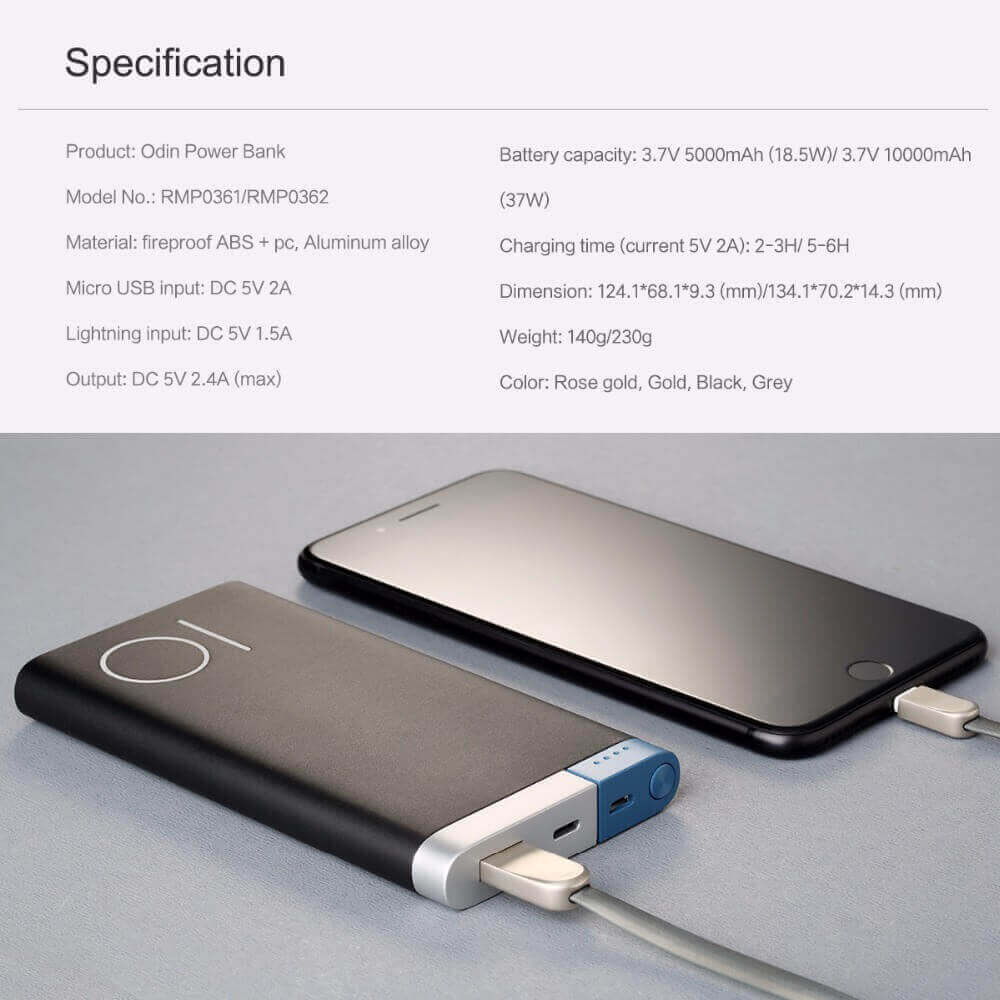 Specification
Product: Odin Power Bank
Model No.: RMP0361/RMP0362
Material: fireproof ABS + pc, Aluminum alloy
Micro USB input: DC 5V 2A
Lightning input: DC 5V 1.5A
Output: DC 5V 2.4A (max)
Battery capacity: 3.7V 5000mAh (18.5W)/ 3.7V 10000mAh
(37W)
Charging time (current 5V 2A): 2-3H/ 5-6H
Dimension: 124.1*68.1*9.3 (mm)/134.1*70.2*14.3 (mm)
Weight: 140g/230g
Color: Rose gold, Gold, Black, Grey